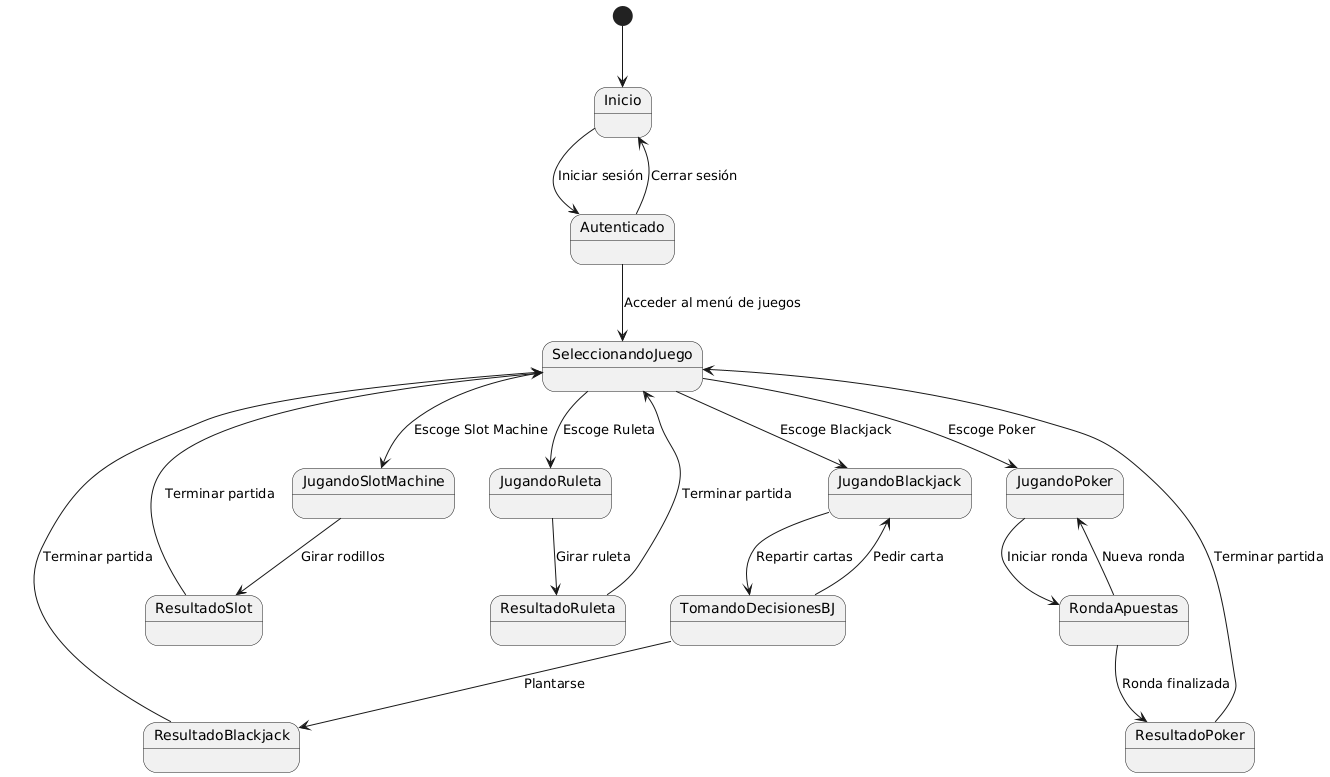 Inicio
Iniciar sesión
Cerrar sesión
Autenticado
Acceder al menú de juegos
SeleccionandoJuego
Escoge Slot Machine
Escoge Ruleta
Escoge Blackjack
Escoge Poker
JugandoSlotMachine
JugandoRuleta
JugandoBlackjack
JugandoPoker
Terminar partida
Terminar partida
Terminar partida
Girar rodillos
Girar ruleta
Repartir cartas
Pedir carta
Iniciar ronda
Nueva ronda
Terminar partida
ResultadoSlot
ResultadoRuleta
TomandoDecisionesBJ
RondaApuestas
Plantarse
Ronda finalizada
ResultadoBlackjack
ResultadoPoker